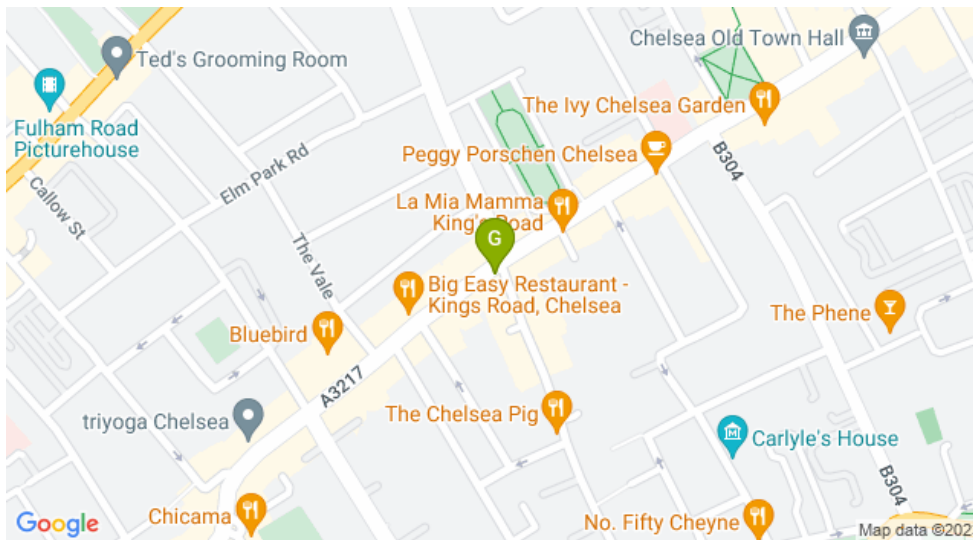 Chelsea Old Town Hall
Ted's Grooming Room
The Ivy Chelsea Garden
Fulham Road
Picturehouse
Peggy Porschen Chelsea
B304
Elm Park Rd
Callow St
La Mia Mamma
King's Road
G
The Vale
Big Easy Restaurant -
Kings Road, Chelsea
The Phene
Bluebird
A3217
The Chelsea Pig
triyoga Chelsea
Carlyle's House
B304
Chicama
No. Fifty Cheyne
Google
Map data ©202